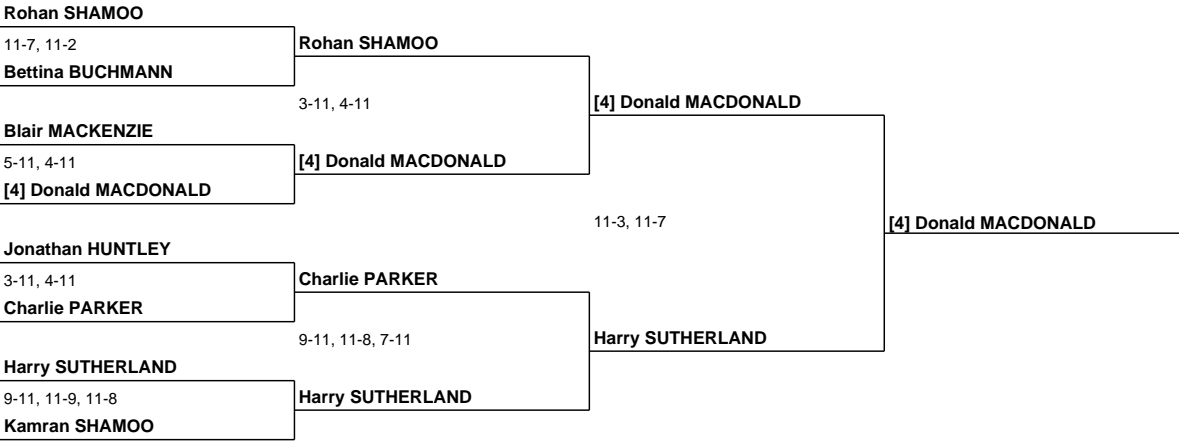 Rohan SHAMOO
11-7, 11-2
Rohan SHAMOO
Bettina BUCHMANN
3-11, 4-11
[4] Donald MACDONALD
Blair MACKENZIE
5-11, 4-11
[4] Donald MACDONALD
[4] Donald MACDONALD
11-3, 11-7
[4] Donald MACDONALD
Jonathan HUNTLEY
3-11, 4-11
Charlie PARKER
Charlie PARKER
9-11, 11-8, 7-11
Harry SUTHERLAND
Harry SUTHERLAND
9-11, 11-9, 11-8
Harry SUTHERLAND
Kamran SHAMOO